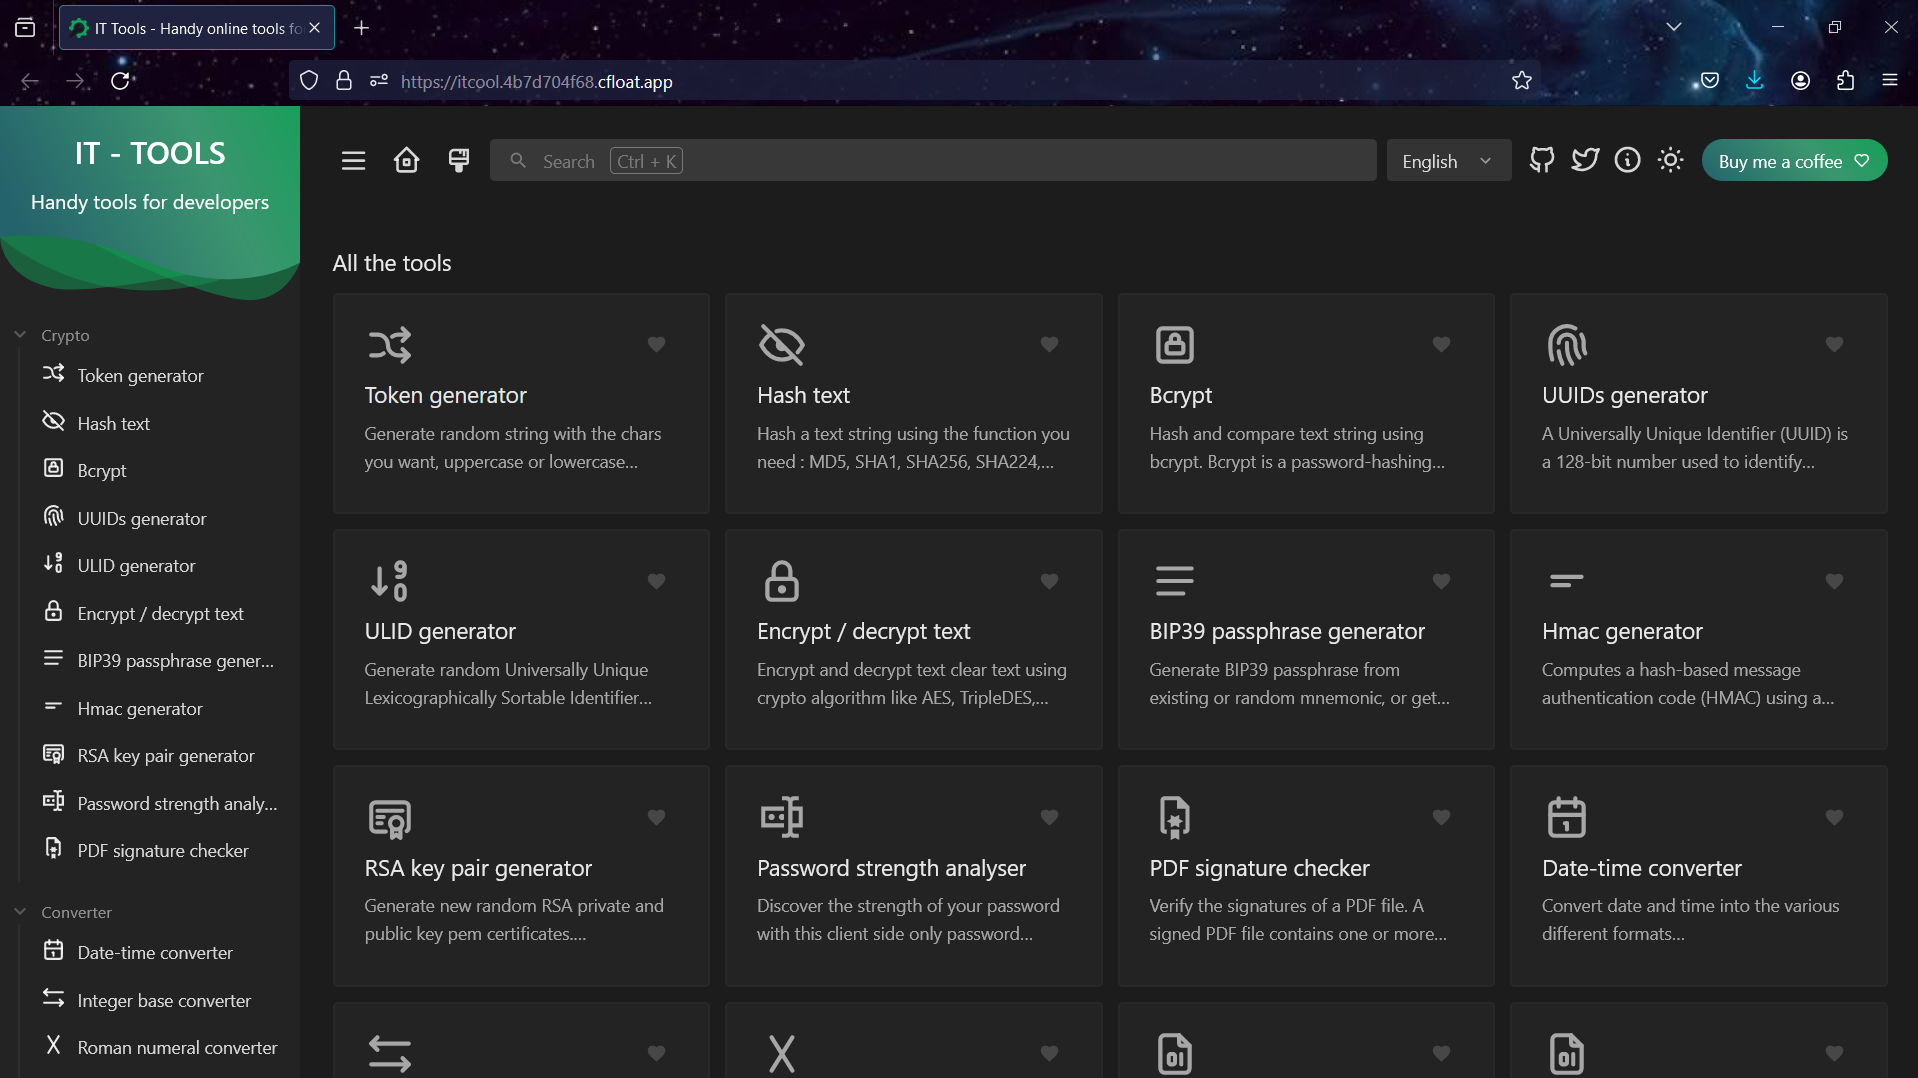 IT Tools - Handy online tools fo
https://itcool.4b7d704f68.cfloat.app
IT - TOOLS
Handy tools for developers
Crypto
Token generator
Hash text
Bcrypt
UUIDs generator
ULID generator
Encrypt / decrypt text
BIP39 passphrase gener...
Hmac generator
RSA key pair generator
Password strength analy...
PDF signature checker
Converter
Date-time converter
Integer base converter
Roman numeral converter
Search Ctrl + K
English
Buy me a coffee
All the tools
Token generator
Generate random string with the chars
you want, uppercase or lowercase...
Hash text
Hash a text string using the function you
need : MD5, SHA1, SHA256, SHA224,...
Bcrypt
Hash and compare text string using
bcrypt. Bcrypt is a password-hashing...
UUIDs generator
A Universally Unique Identifier (UUID) is
a 128-bit number used to identify...
ULID generator
Generate random Universally Unique
Lexicographically Sortable Identifier...
Encrypt / decrypt text
Encrypt and decrypt text clear text using
crypto algorithm like AES, TripleDES,...
BIP39 passphrase generator
Generate BIP39 passphrase from
existing or random mnemonic, or get...
Hmac generator
Computes a hash-based message
authentication code (HMAC) using a...
RSA key pair generator
Generate new random RSA private and
public key pem certificates....
Password strength analyser
Discover the strength of your password
with this client side only password...
PDF signature checker
Verify the signatures of a PDF file. A
signed PDF file contains one or more...
Date-time converter
Convert date and time into the various
different formats...